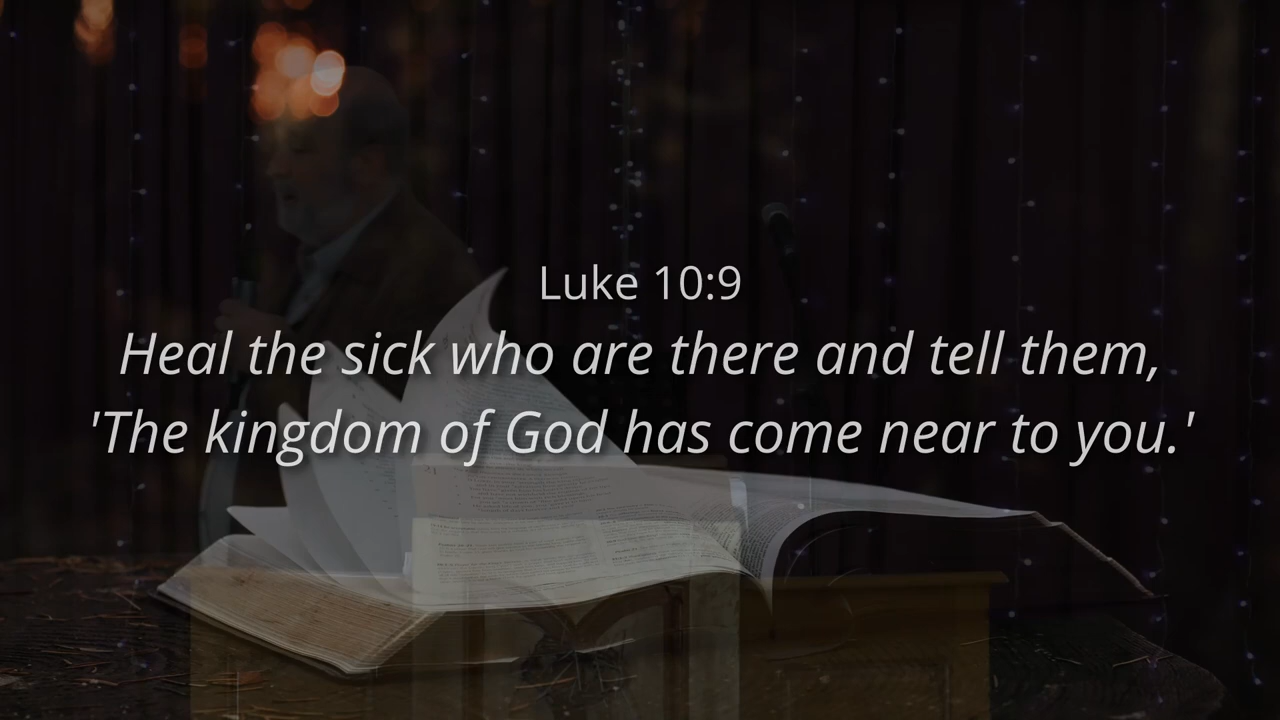 Luke 10:9
Heal the sick who are there and tell them,
'The kingdom of God has come near to you.'